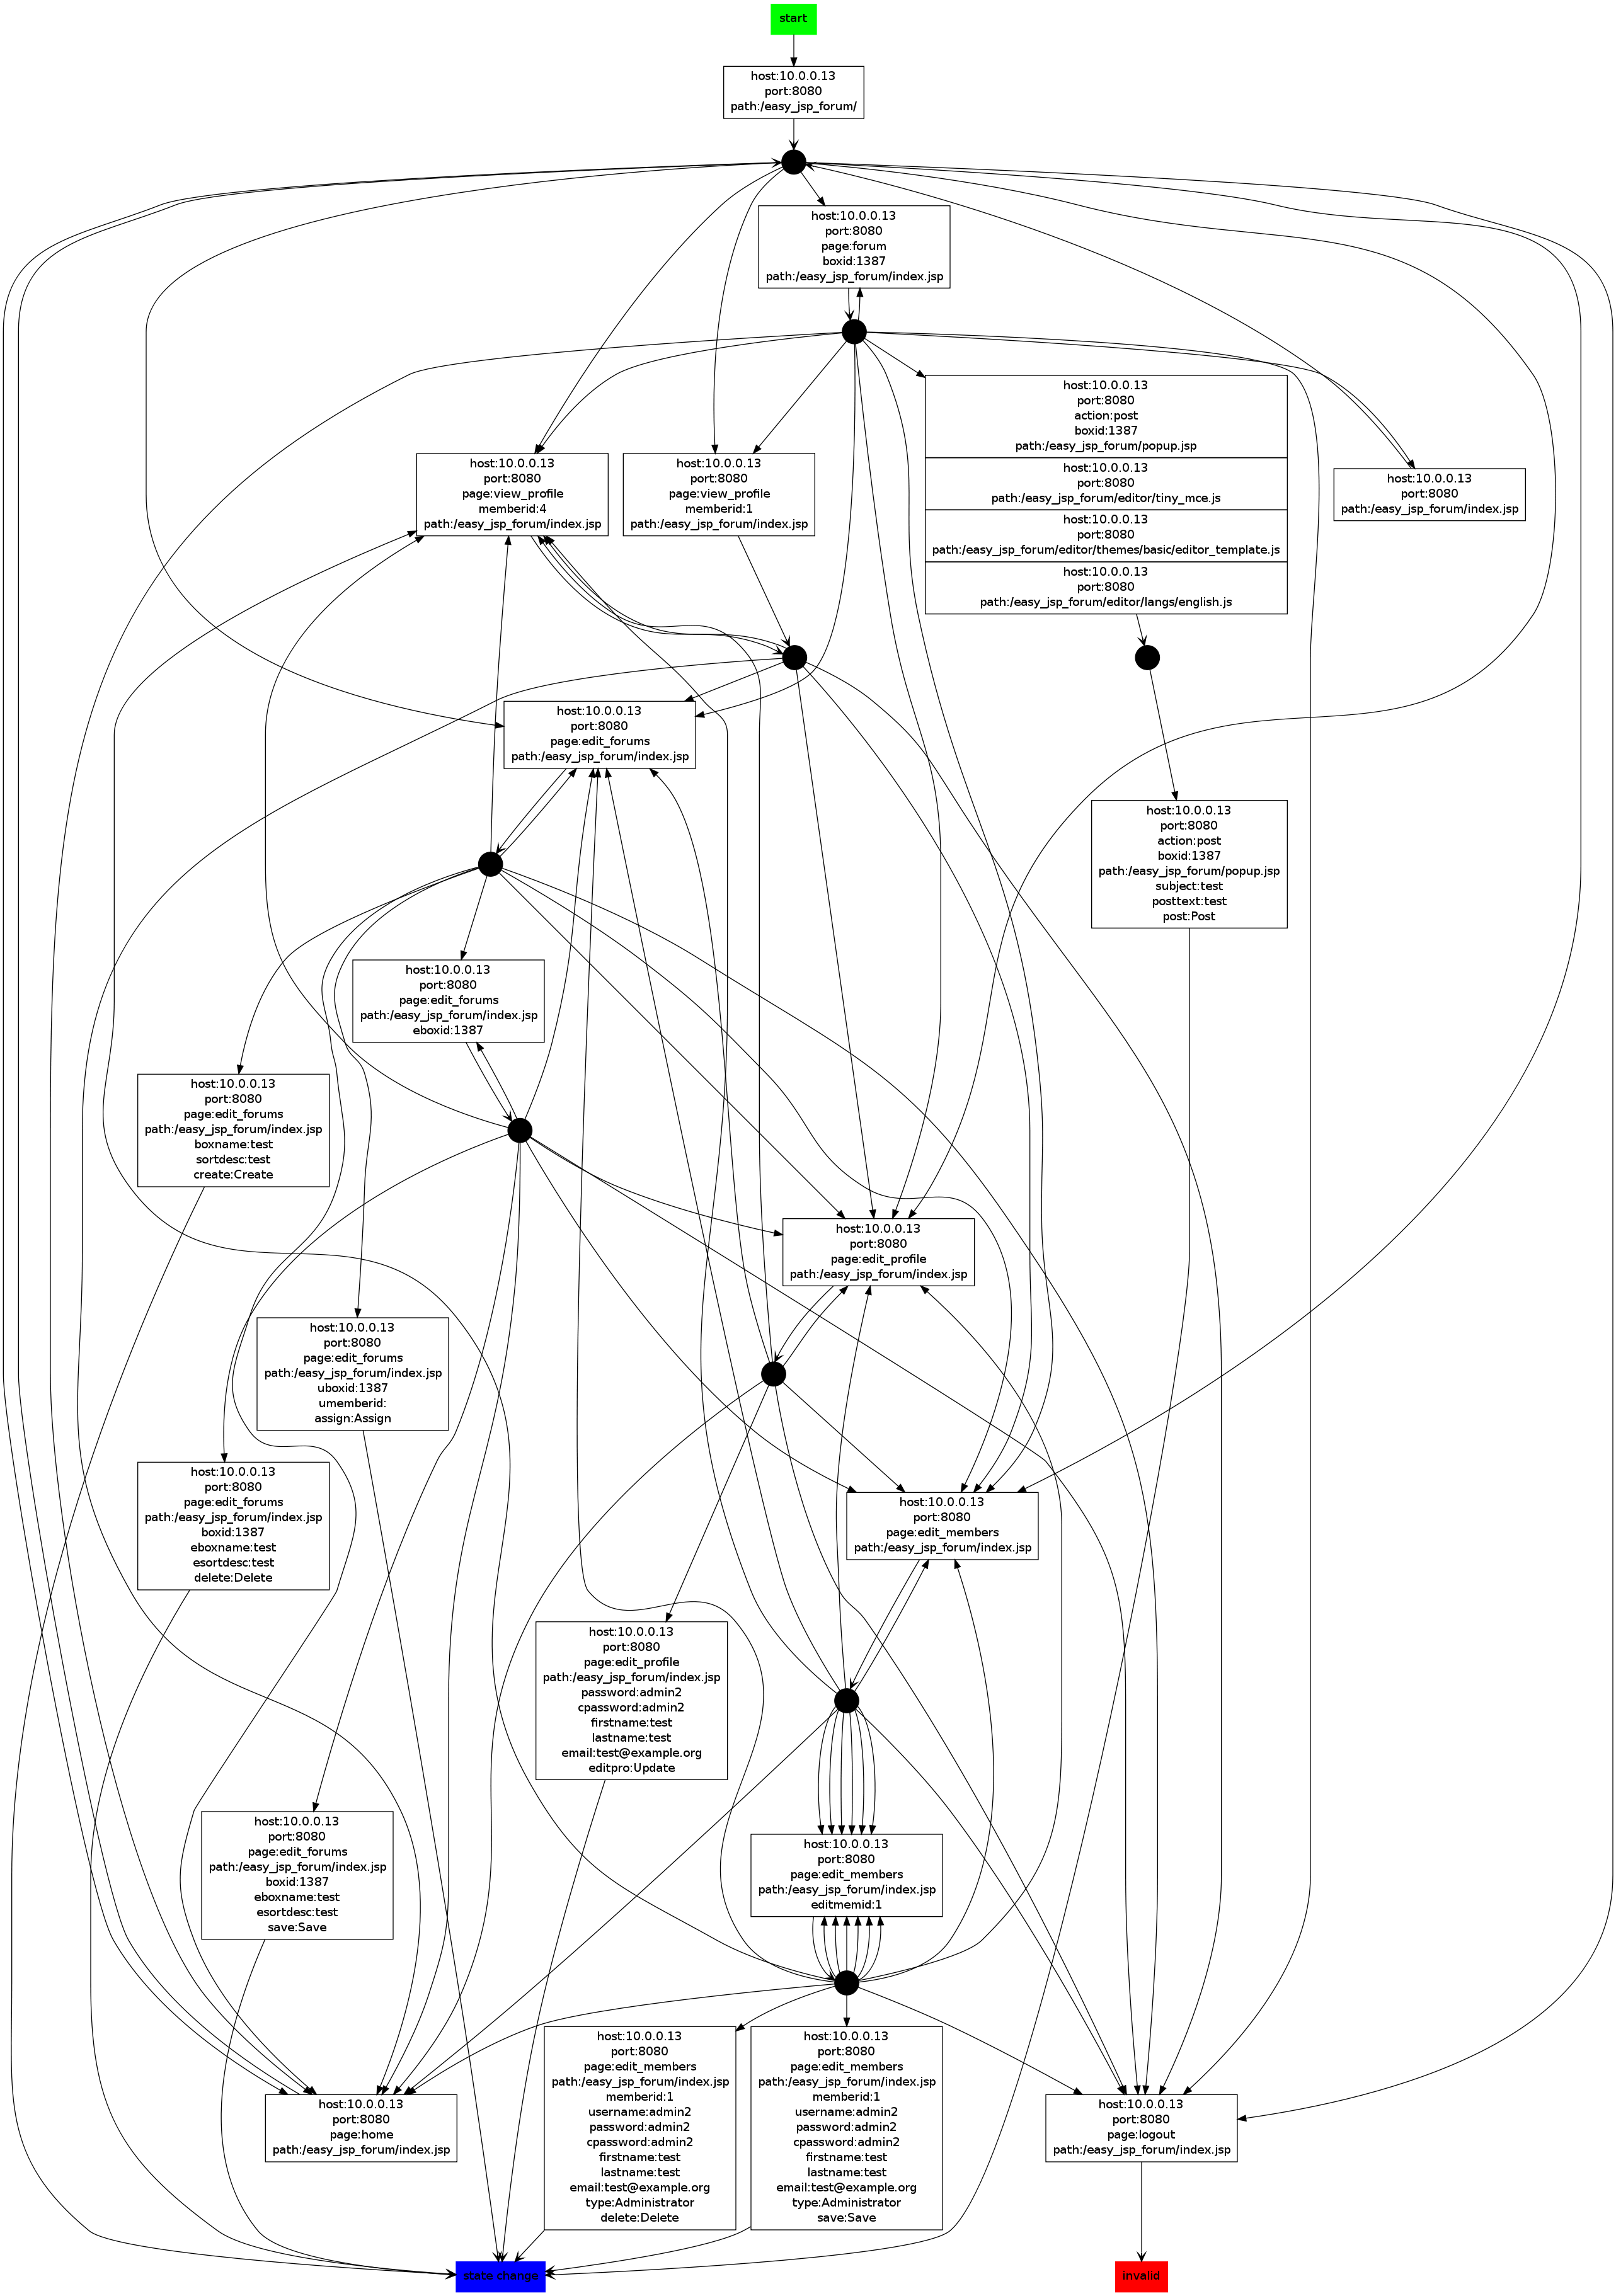 start
host:10.0.0.13
port:8080
path:/easy_jsp_forum/
host:10.0.0.13
port:8080
page:forum
boxid:1387
path:/easy_jsp_forum/index.jsp
host:10.0.0.13
port:8080
action:post
boxid:1387
path:/easy_jsp_forum/popup.jsp
host:10.0.0.13
port:8080
path:/easy_jsp_forum/editor/tiny_mce.js
host:10.0.0.13
port:8080
path:/easy_jsp_forum/editor/themes/basic/editor_template.js
host:10.0.0.13
port:8080
path:/easy_jsp_forum/editor/langs/english.js
host:10.0.0.13
port:8080
page:view_profile
memberid:4
path:/easy_jsp_forum/index.jsp
host:10.0.0.13
port:8080
page:view_profile
memberid:1
path:/easy_jsp_forum/index.jsp
host:10.0.0.13
port:8080
path:/easy_jsp_forum/index.jsp
host:10.0.0.13
port:8080
page:edit_forums
path:/easy_jsp_forum/index.jsp
host:10.0.0.13
port:8080
action:post
boxid:1387
path:/easy_jsp_forum/popup.jsp
subject:test
posttext:test
post:Post
host:10.0.0.13
port:8080
page:edit_forums
path:/easy_jsp_forum/index.jsp
eboxid:1387
host:10.0.0.13
port:8080
page:edit_forums
path:/easy_jsp_forum/index.jsp
boxname:test
sortdesc:test
create:Create
host:10.0.0.13
port:8080
page:edit_profile
path:/easy_jsp_forum/index.jsp
host:10.0.0.13
port:8080
page:edit_forums
path:/easy_jsp_forum/index.jsp
uboxid:1387
umemberid:
assign:Assign
host:10.0.0.13
port:8080
page:edit_forums
path:/easy_jsp_forum/index.jsp
boxid:1387
eboxname:test
esortdesc:test
delete:Delete
host:10.0.0.13
port:8080
page:edit_members
path:/easy_jsp_forum/index.jsp
host:10.0.0.13
port:8080
page:edit_profile
path:/easy_jsp_forum/index.jsp
password:admin2
cpassword:admin2
firstname:test
lastname:test
email:test@example.org
editpro:Update
host:10.0.0.13
port:8080
page:edit_forums
path:/easy_jsp_forum/index.jsp
boxid:1387
eboxname:test
esortdesc:test
save:Save
host:10.0.0.13
port:8080
page:edit_members
path:/easy_jsp_forum/index.jsp
editmemid:1
host:10.0.0.13
port:8080
page:home
path:/easy_jsp_forum/index.jsp
host:10.0.0.13
port:8080
page:edit_members
path:/easy_jsp_forum/index.jsp
memberid:1
username:admin2
password:admin2
cpassword:admin2
firstname:test
lastname:test
email:test@example.org
type:Administrator
delete:Delete
host:10.0.0.13
port:8080
page:edit_members
path:/easy_jsp_forum/index.jsp
memberid:1
username:admin2
password:admin2
cpassword:admin2
firstname:test
lastname:test
email:test@example.org
type:Administrator
save:Save
host:10.0.0.13
port:8080
page:logout
path:/easy_jsp_forum/index.jsp
state change
invalid